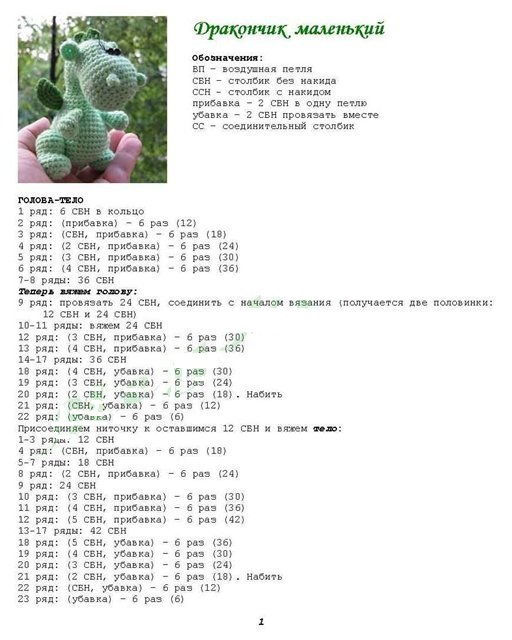 Дракончик маленький
Обозначения:
ВП – воздушная петля
СБН – столбик без накида
ССН – столбик с накидом
прибавка – 2 СБН в одну петлю
убавка – 2 СБН провязать вместе
СС – соединительный столбик
ГОЛОВА-ТЕЛО
1 ряд: 6 СБН в кольцо
2 ряд: (прибавка) – 6 раз (12)
3 ряд: (СБН, прибавка) – 6 раз (18)
4 ряд: (2 СБН, прибавка) – 6 раз (24)
5 ряд: (3 СБН, прибавка) – 6 раз (30)
6 ряд: (4 СБН, прибавка) – 6 раз (36)
7-8 ряды: 36 СБН
Теперь вяжем голову:
9 ряд: провязать 24 СБН, соединить с началом вязания (получается две половинки:
12 СБН и 24 СБН)
10-11 ряды: вяжем 24 СБН
12 ряд: (3 СБН, прибавка) – 6 раз (30)
13 ряд: (4 СБН, прибавка) – 6 раз (36)
14-17 ряды: 36 СБН
18 ряд: (4 СБН, убавка) – 6 раз (30)
19 ряд: (3 СБН, убавка) – 6 раз (24)
20 ряд: (2 СБН, убавка) – 6 раз (18). Набить
21 ряд: (СБН, убавка) – 6 раз (12)
22 ряд: (убавка) – 6 раз (6)
Присоединяем ниточку к оставшимся 12 СБН и вяжем тело:
1-3 ряды: 12 СБН
4 ряд: (СБН, прибавка) – 6 раз (18)
5-7 ряды: 18 СБН
8 ряд: (2 СБН, прибавка) – 6 раз (24)
9 ряд: 24 СБН
10 ряд: (3 СБН, прибавка) – 6 раз (30)
11 ряд: (4 СБН, прибавка) – 6 раз (36)
12 ряд: (5 СБН, прибавка) – 6 раз (42)
13-17 ряды: 42 СБН
18 ряд: (5 СБН, убавка) – 6 раз (36)
19 ряд: (4 СБН, убавка) – 6 раз (30)
20 ряд: (3 СБН, убавка) – 6 раз (24)
21 ряд: (2 СБН, убавка) – 6 раз (18). Набить
22 ряд: (СБН, убавка) – 6 раз (12)
23 ряд: (убавка) – 6 раз (6)
1